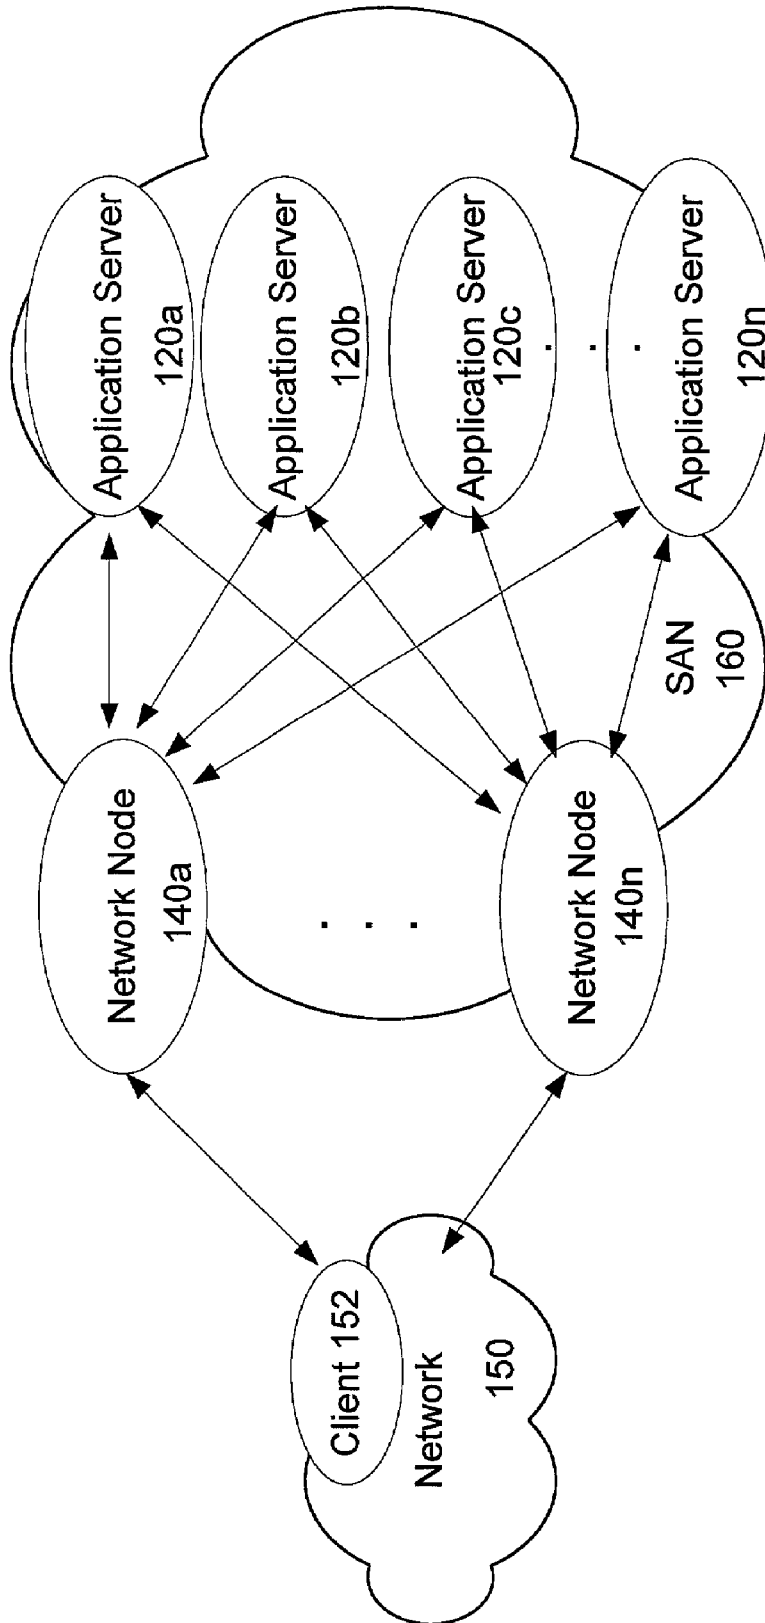 Application Server
120a
Application Server
120b
Application Server
120c
. . .
Application Server
120n
SAN
160
Network Node
140a
. . .
Network Node
140n
Client 152
Network
150